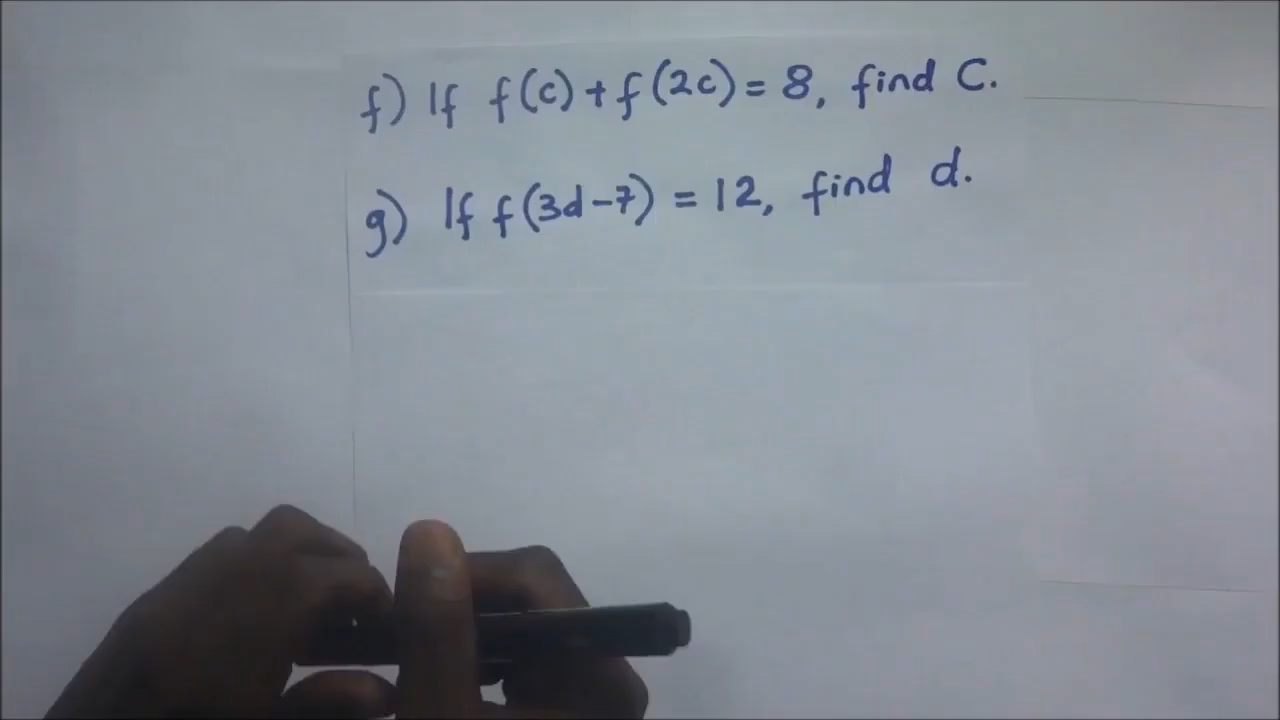 f) If f(c) + f(2c) = 8, find C.
g) If f(3d-7) = 12, find d.